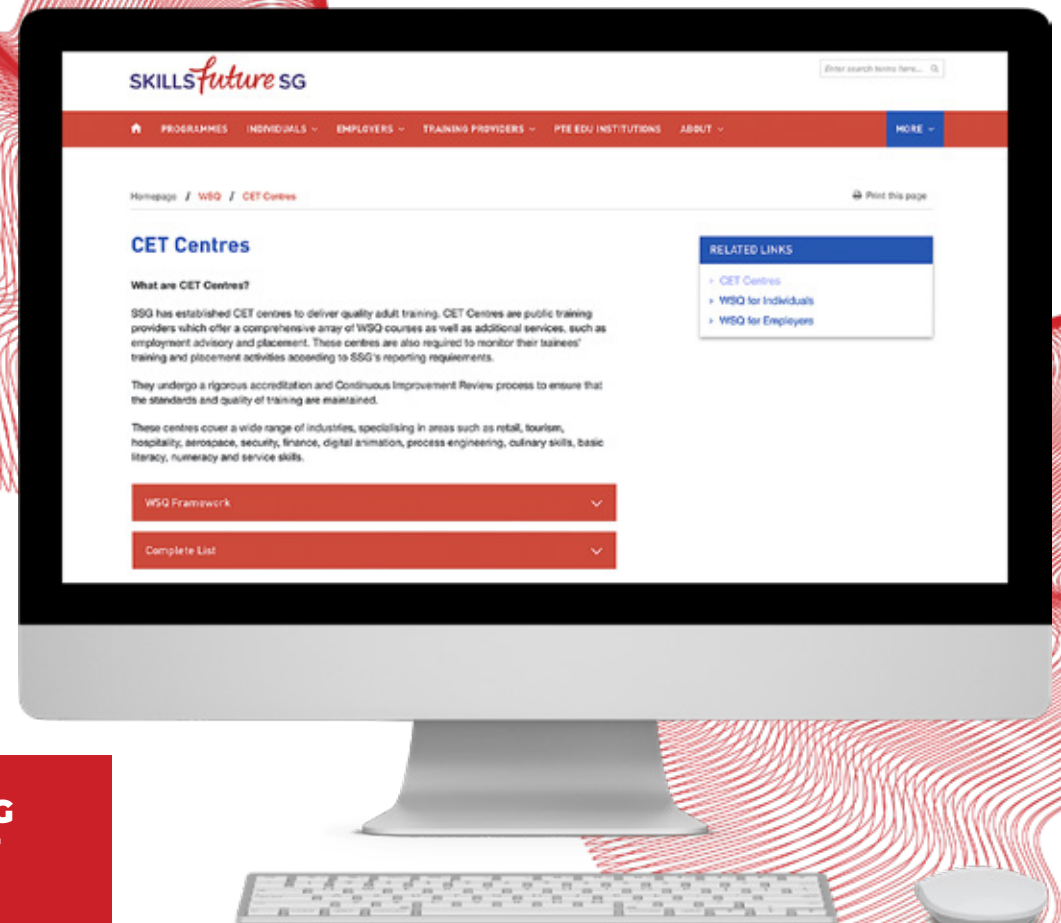 SKILLS future SG
Enter search terms here...
PROGRAMMES INDIVIDUALS EMPLOYERS TRAINING PROVIDERS PTE EDU INSTITUTIONS ABOUT MORE
Homepage / WSQ / CET Centres
Print this page
CET Centres
What are CET Centres?
SSG has established CET centres to deliver quality adult training. CET Centres are public training
providers which offer a comprehensive array of WSQ courses as well as additional services, such as
employment advisory and placement. These centres are also required to monitor their trainees'
training and placement activities according to SSG's reporting requirements.
They undergo a rigorous accreditation and Continuous Improvement Review process to ensure that
the standards and quality of training are maintained.
These centres cover a wide range of industries, specialising in areas such as retail, tourism,
hospitality, aerospace, security, finance, digital animation, process engineering, culinary skills, basic
literacy, numeracy and service skills.
WSQ Framework
Complete List
RELATED LINKS
CET Centres
WSQ for Individuals
WSQ for Employers
G